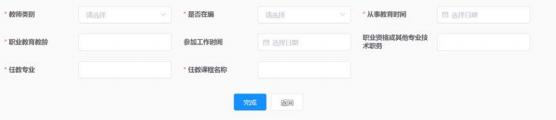 * 教师类别 请选择 * 是否在编 请选择 * 从事教育时间 选择日期
* 职业教育教龄 参加工作时间 选择日期 职业资格或其他专业技
术职务
* 任教专业 * 任教课程名称
完成 返回